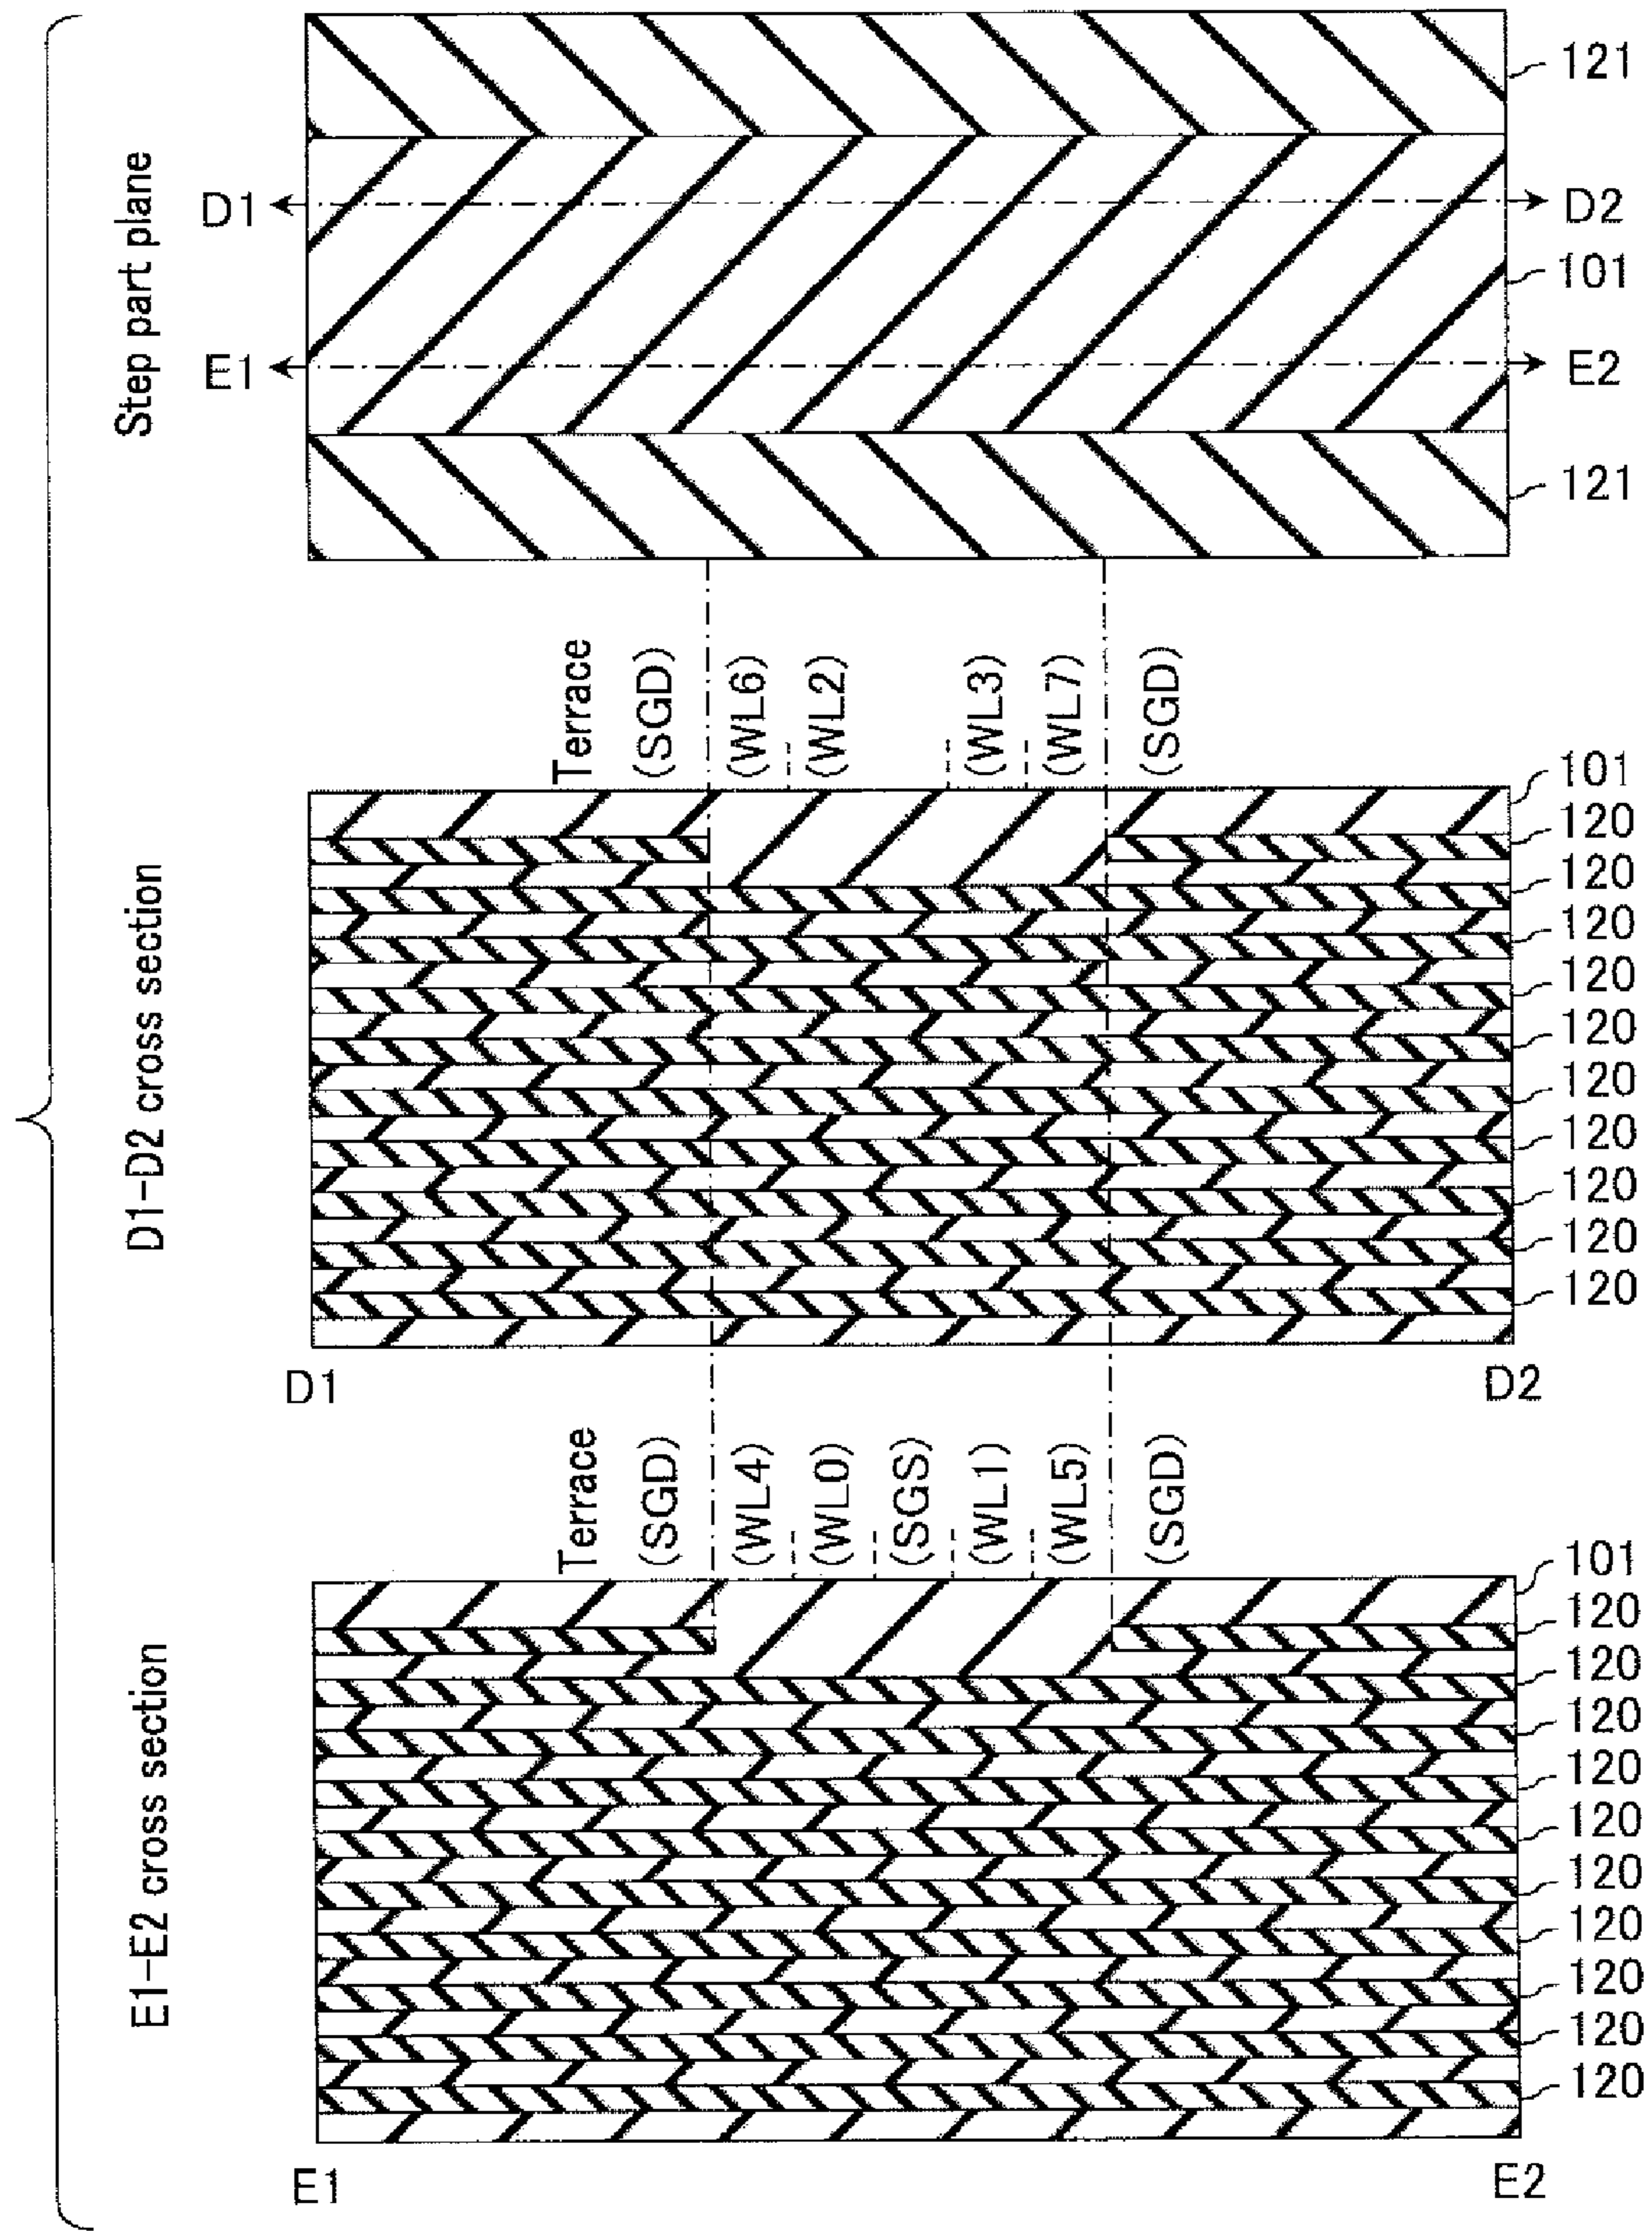 Step part plane
121
D1
D2
101
E1
E2
121
D1-D2 cross section
Terrace
(SGD)
(WL6)
(WL2)
(WL3)
(WL7)
(SGD)
101
120
120
120
120
120
120
120
120
120
120
D1
D2
E1-E2 cross section
Terrace
(SGD)
(WL4)
(WL0)
(SGS)
(WL1)
(WL5)
(SGD)
101
120
120
120
120
120
120
120
120
120
120
E1
E2